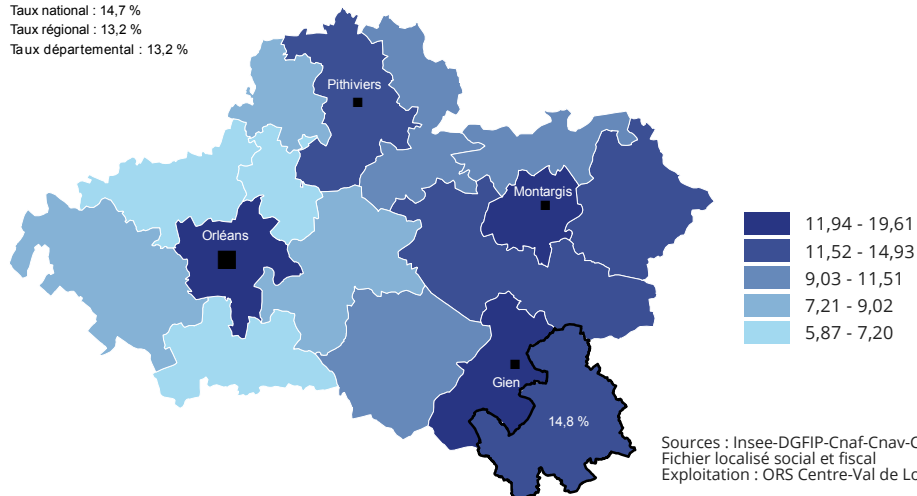 Taux national : 14,7 %
Taux régional : 13,2 %
Taux départemental : 13,2 %
Pithiviers
Montargis
Orléans
Gien
14,8 %
11,94 - 19,61
11,52 - 14,93
9,03 - 11,51
7,21 - 9,02
5,87 - 7,20
Sources : Insee-DGFIP-Cnaf-Cnav-
Fichier localisé social et fiscal
Exploitation : ORS Centre-Val de